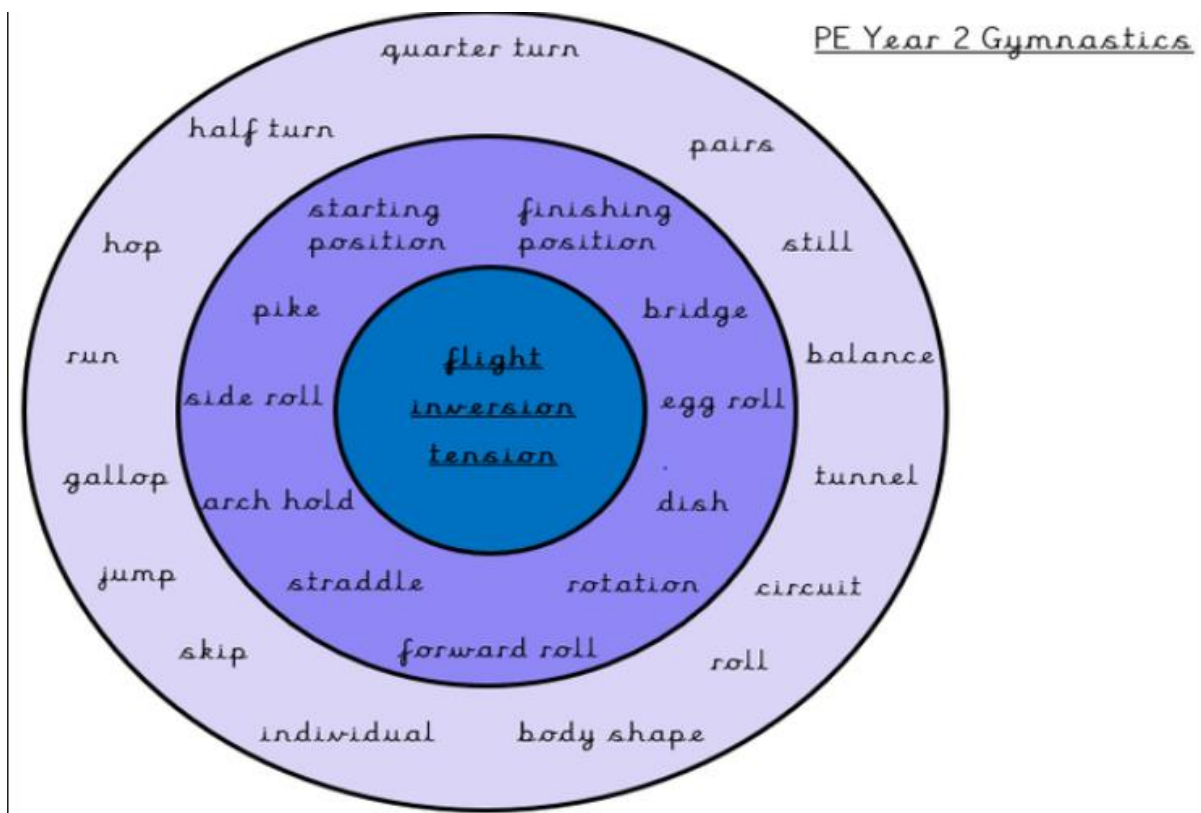 PE Year 2 Gymnastics
quarter turn
half turn
pairs
starting
position
finishing
position
hop
still
pike
bridge
run
flight
balance
side roll
inversion
egg roll
tension
gallop
tunnel
arch hold
dish
jump
straddle
rotation
circuit
skip
forward roll
roll
individual
body shape